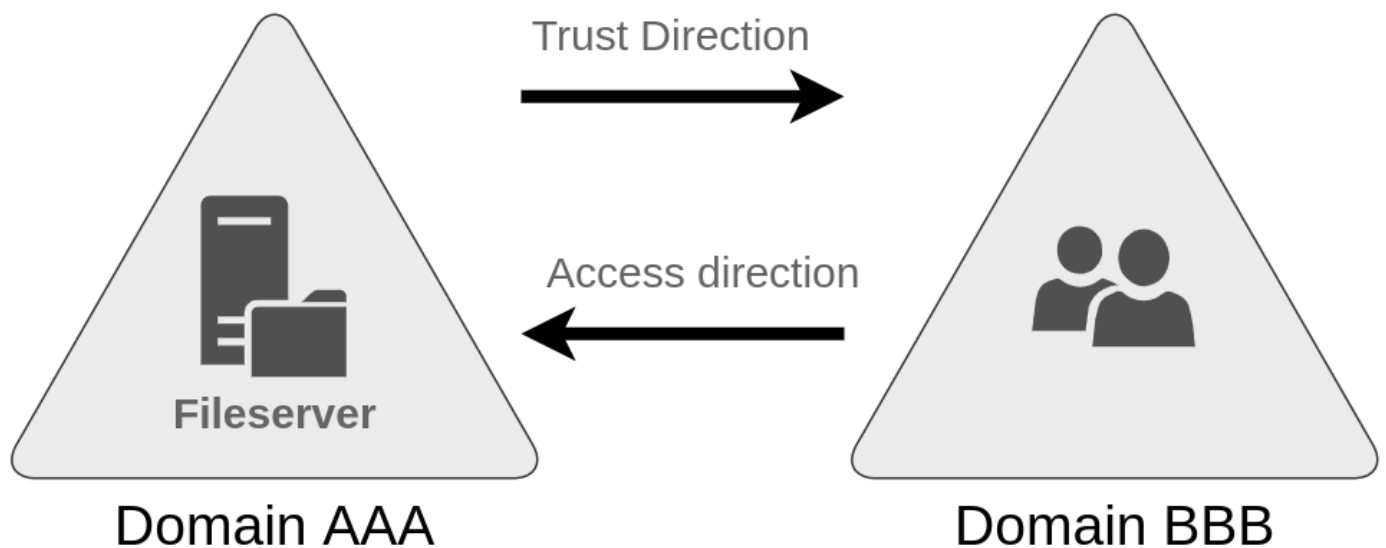 Trust Direction
Access direction
Fileserver
Domain AAA
Domain BBB